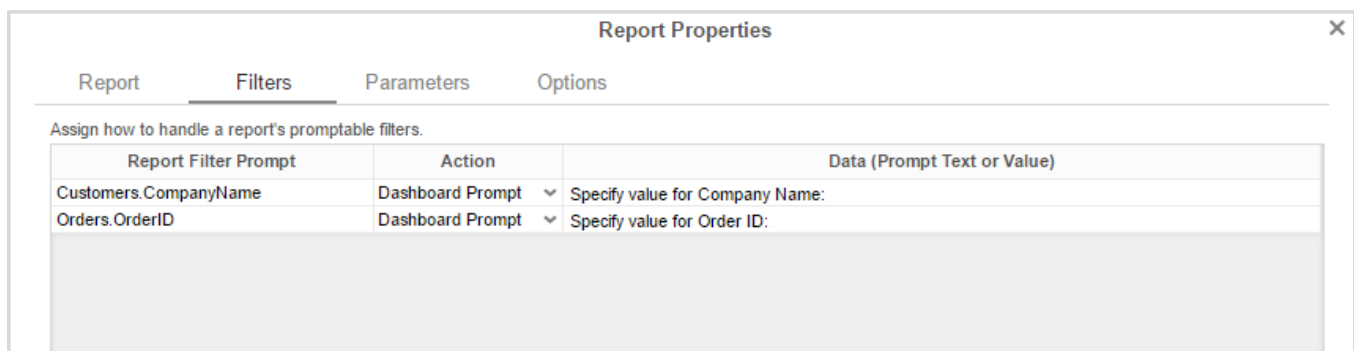 Report Properties
Report Filters Parameters Options
Assign how to handle a report's promptable filters.
Report Filter Prompt Action Data (Prompt Text or Value)
Customers.CompanyName Dashboard Prompt Specify value for Company Name:
Orders.OrderID Dashboard Prompt Specify value for Order ID: